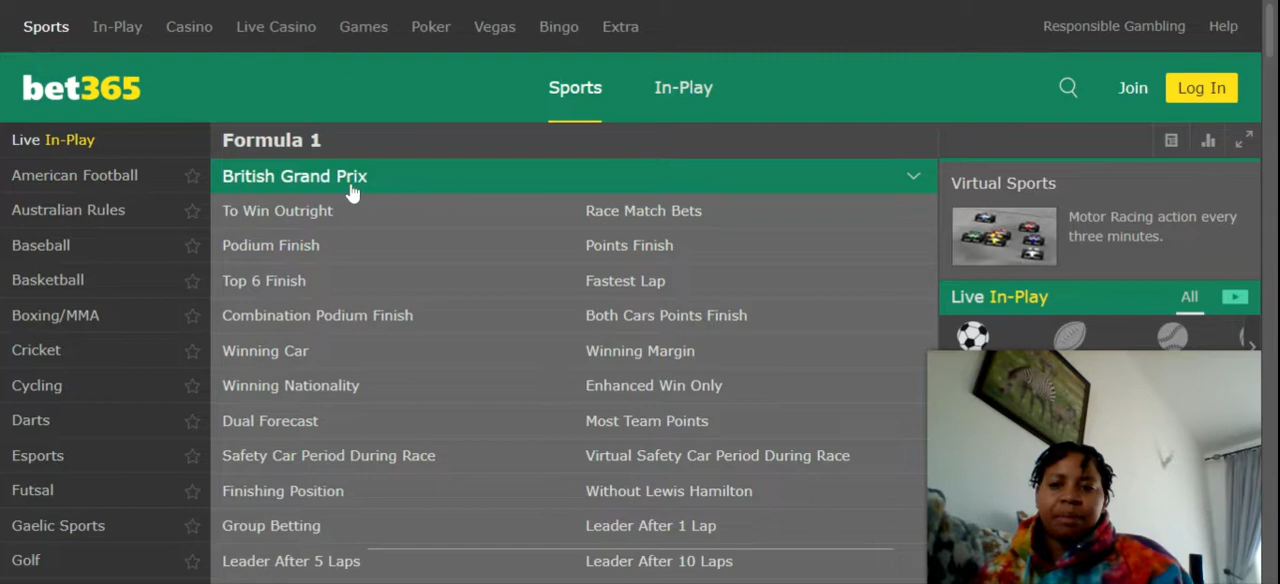 Sports In-Play Casino Live Casino Games Poker Vegas Bingo Extra Responsible Gambling Help
bet365 Sports In-Play Join Log In
Live In-Play
American Football
Australian Rules
Baseball
Basketball
Boxing/MMA
Cricket
Cycling
Darts
Esports
Futsal
Gaelic Sports
Golf
Formula 1
British Grand Prix
To Win Outright Race Match Bets
Podium Finish Points Finish
Top 6 Finish Fastest Lap
Combination Podium Finish Both Cars Points Finish
Winning Car Winning Margin
Winning Nationality Enhanced Win Only
Dual Forecast Most Team Points
Safety Car Period During Race Virtual Safety Car Period During Race
Finishing Position Without Lewis Hamilton
Group Betting Leader After 1 Lap
Leader After 5 Laps Leader After 10 Laps
Virtual Sports
Motor Racing action every
three minutes.
Live In-Play All